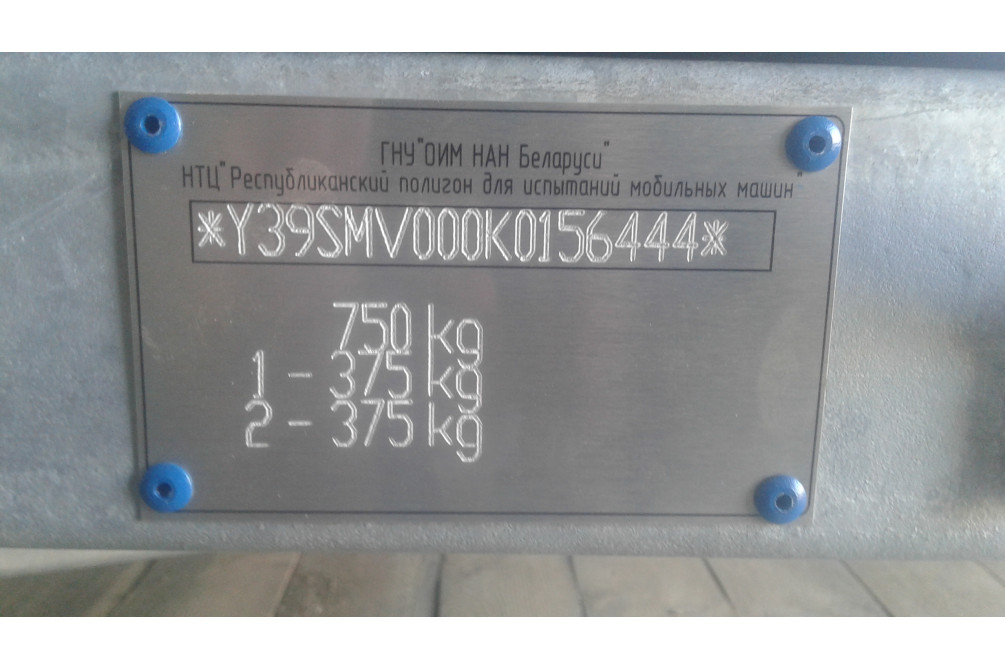 ГНУ"ОИМ НАН Беларуси"
НТЦ"Республиканский полигон для испытаний мобильных машин"
*Y39SMV000K0156444*
750 kg
1 - 375 kg
2 - 375 kg